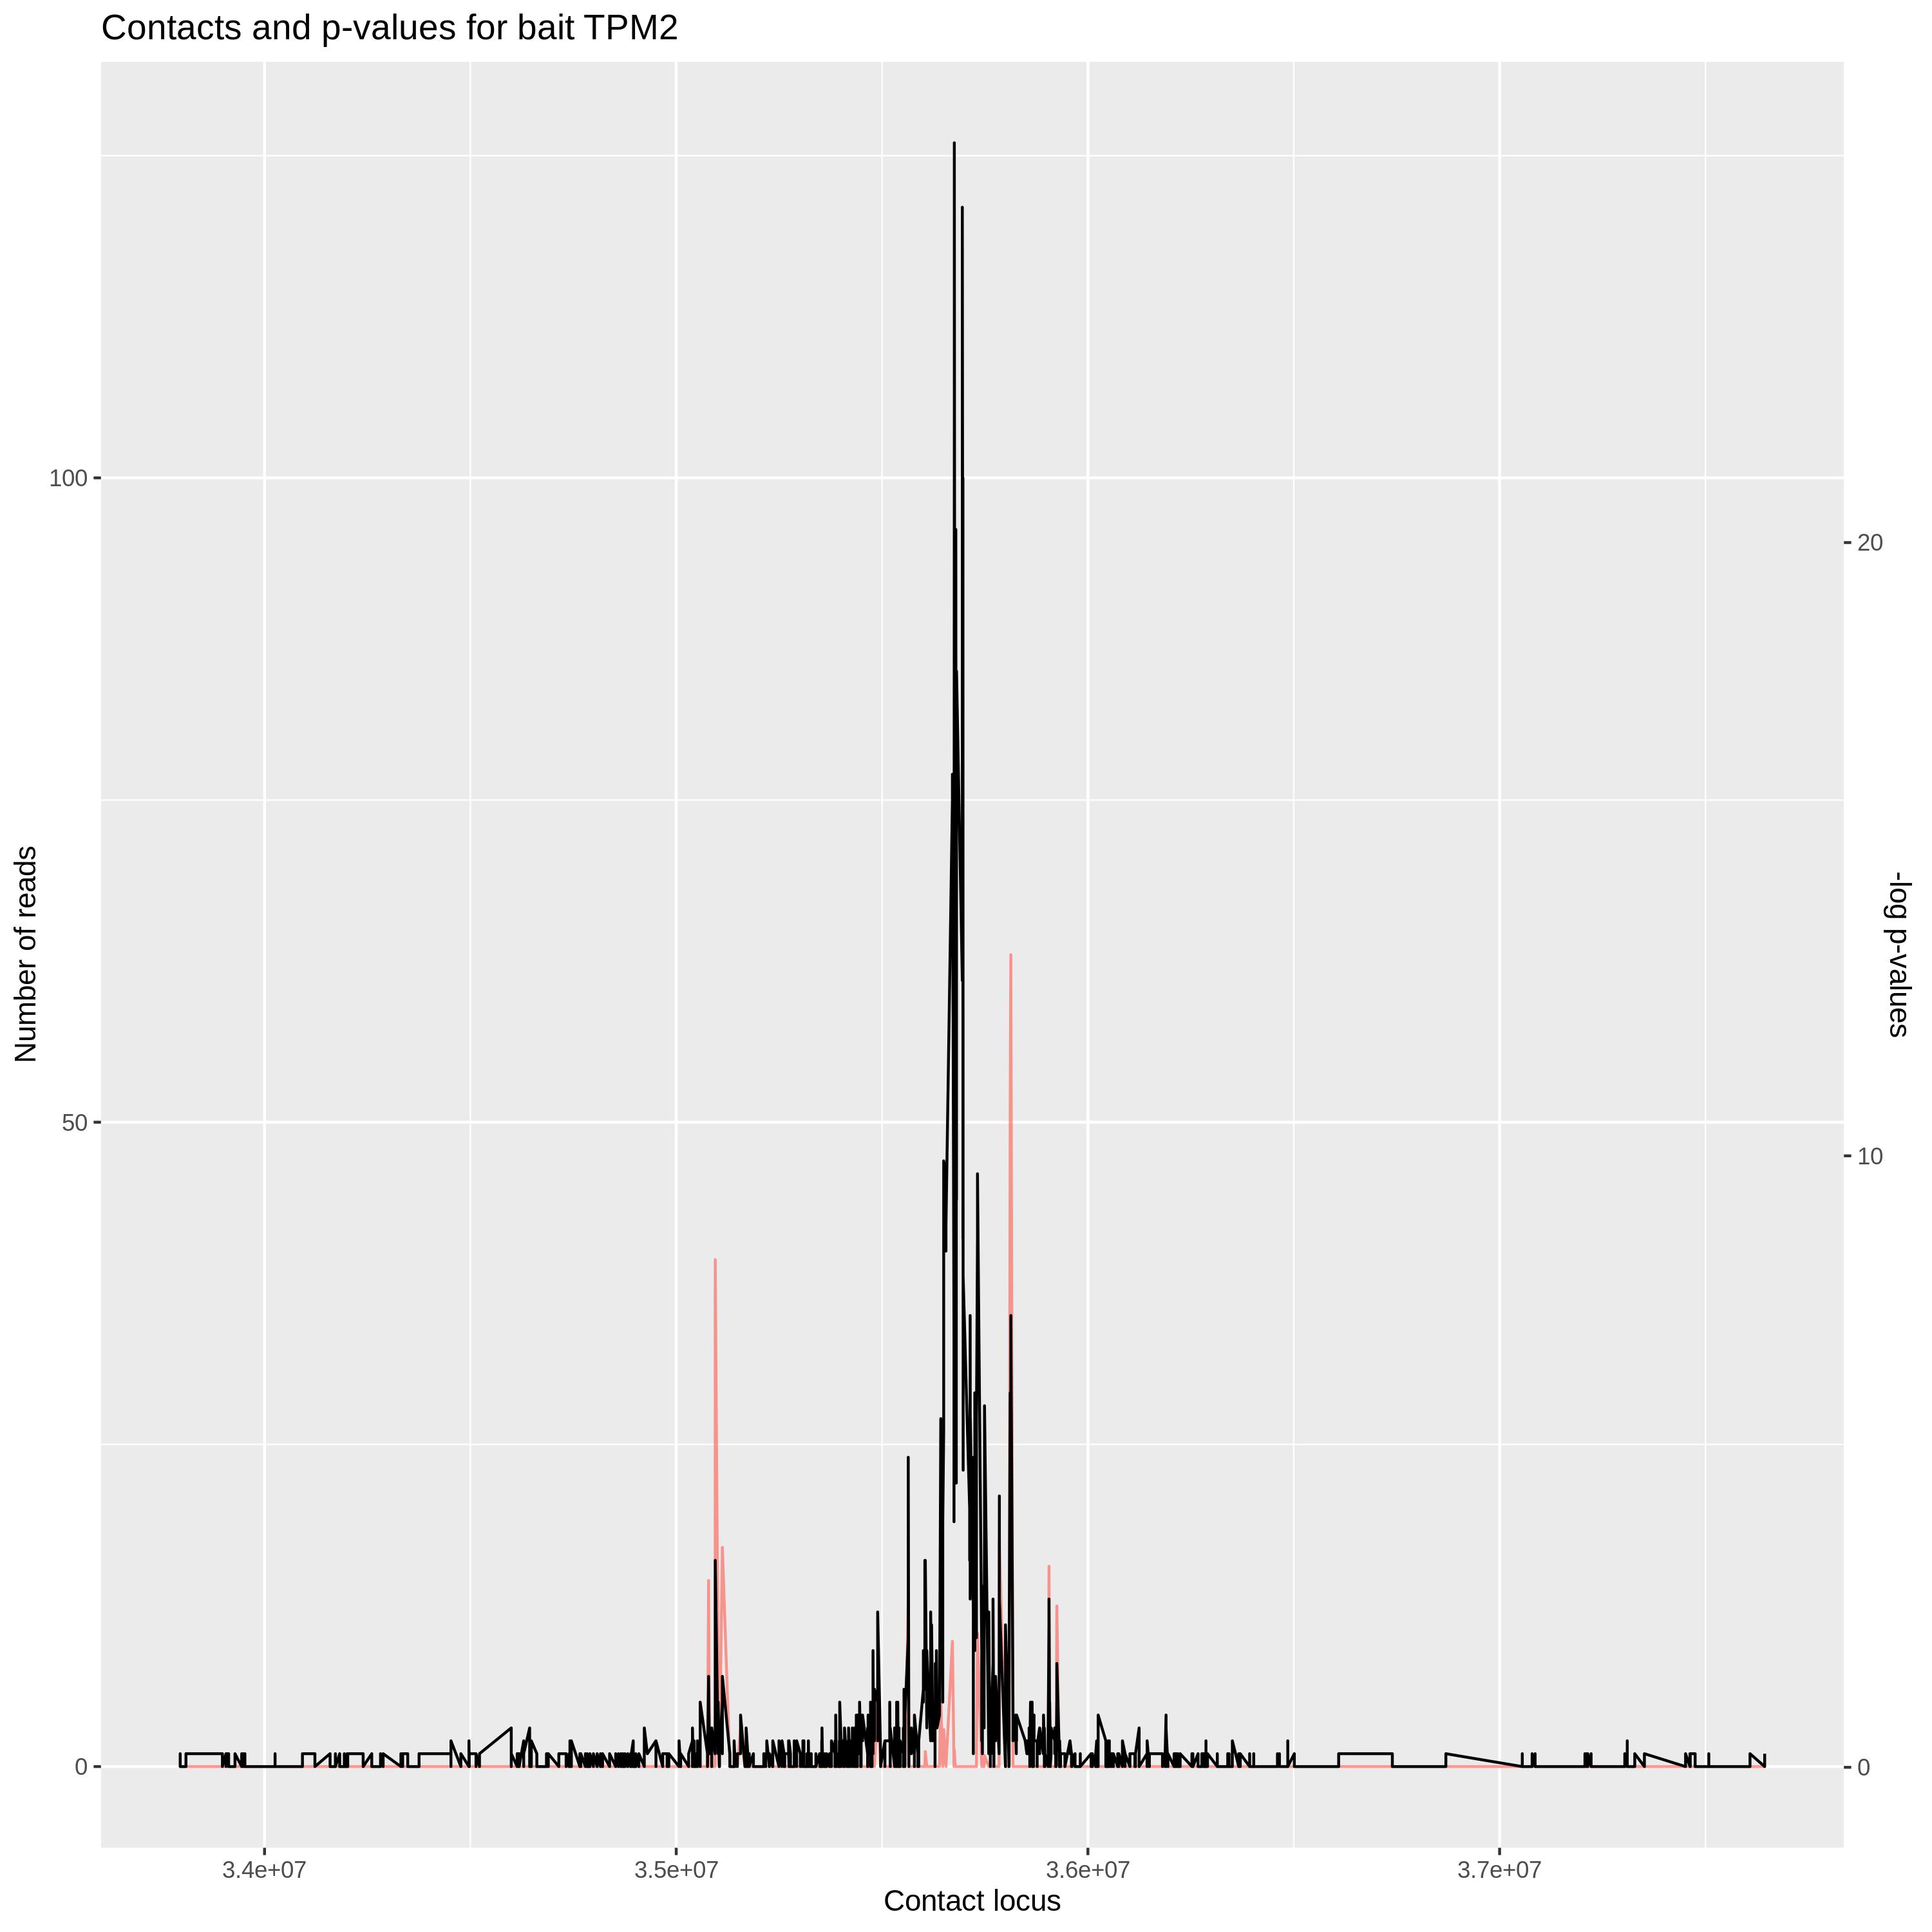 Contacts and p-values for bait TPM2
Number of reads
100
50
0
20
10
0
-log p-values
3.4e+07
3.5e+07
3.6e+07
3.7e+07
Contact locus